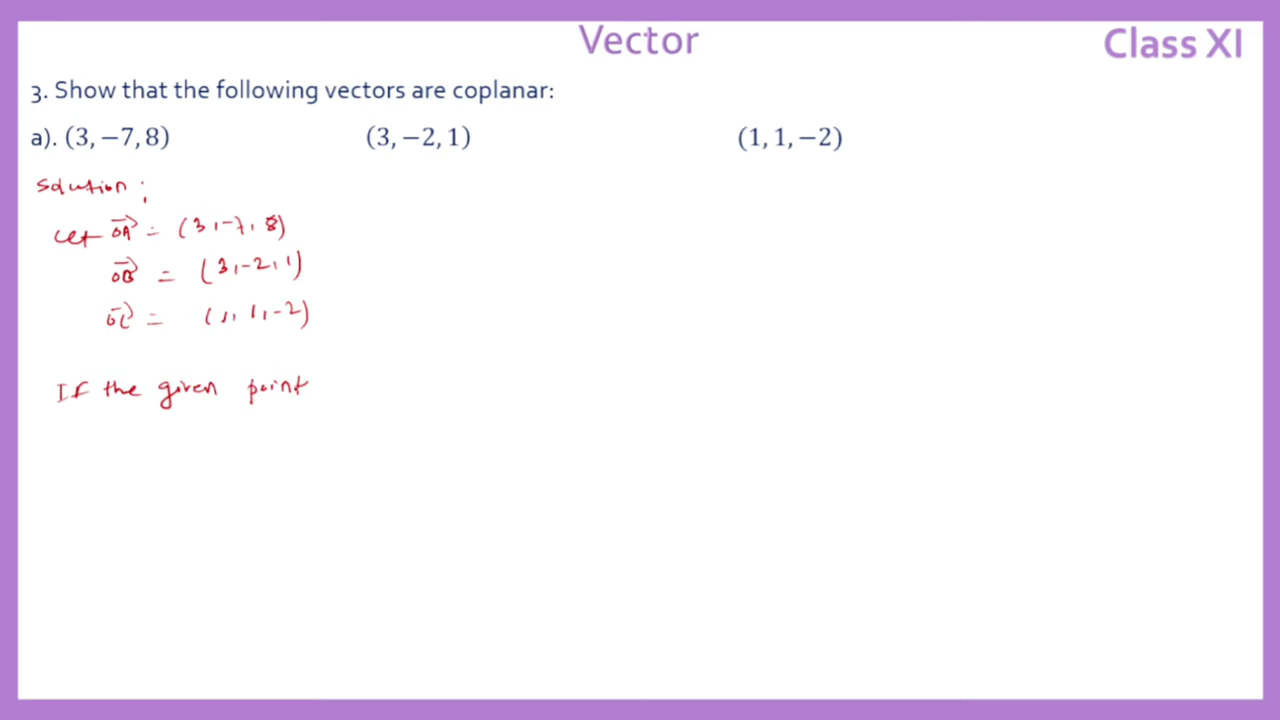 Vector
Class XI
3. Show that the following vectors are coplanar:
a). (3, −7, 8) (3, −2, 1) (1, 1, −2)
Solution :
Let OA⃗ = (3, -7, 8)
OB⃗ = (3, -2, 1)
OC⃗ = (1, 1, -2)
If the given point